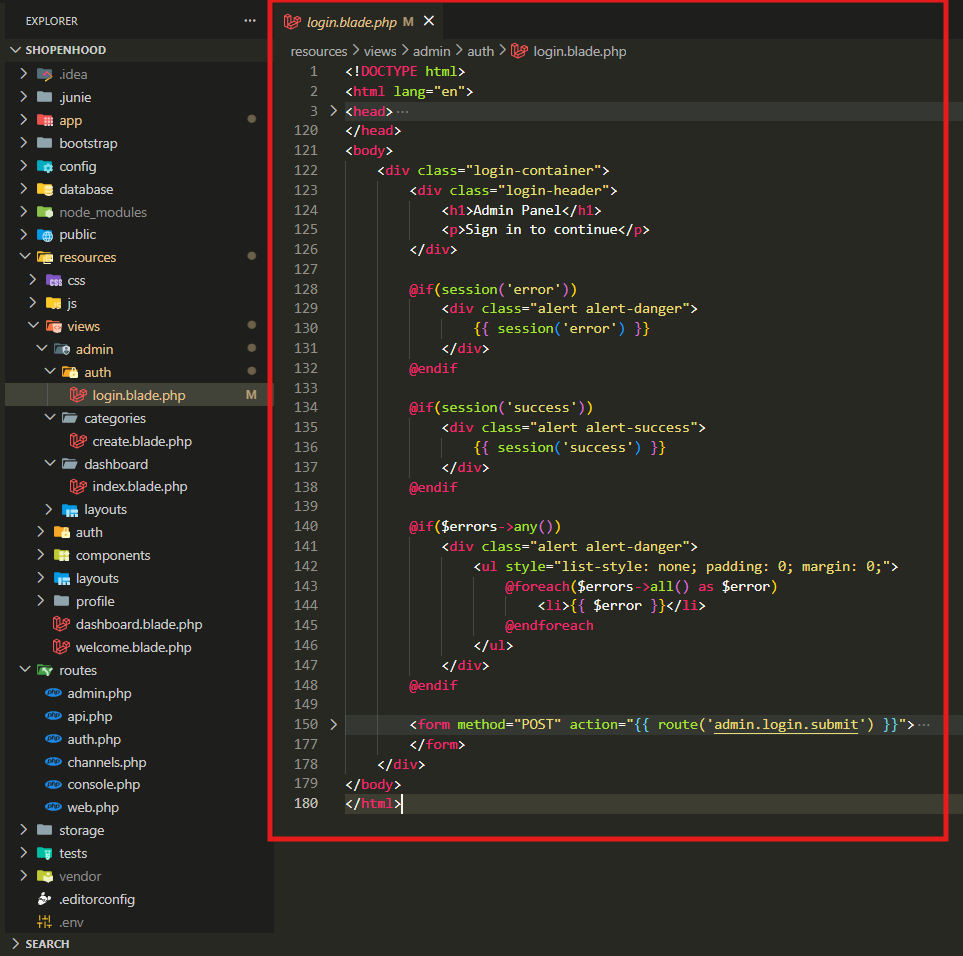 EXPLORER ···
SHOPENHOOD
.idea
.junie
app
bootstrap
config
database
node_modules
public
resources
css
js
views
admin
auth
login.blade.php M
categories
create.blade.php
dashboard
index.blade.php
layouts
auth
components
layouts
profile
dashboard.blade.php
welcome.blade.php
routes
admin.php
api.php
auth.php
channels.php
console.php
web.php
storage
tests
vendor
.editorconfig
.env
SEARCH
login.blade.php M
resources > views > admin > auth > login.blade.php
1 <!DOCTYPE html>
2 <html lang="en">
3 <head>···
120 </head>
121 <body>
122 <div class="login-container">
123 <div class="login-header">
124 <h1>Admin Panel</h1>
125 <p>Sign in to continue</p>
126 </div>
127
128 @if(session('error'))
129 <div class="alert alert-danger">
130 {{ session('error') }}
131 </div>
132 @endif
133
134 @if(session('success'))
135 <div class="alert alert-success">
136 {{ session('success') }}
137 </div>
138 @endif
139
140 @if($errors->any())
141 <div class="alert alert-danger">
142 <ul style="list-style: none; padding: 0; margin: 0;">
143 @foreach($errors->all() as $error)
144 <li>{{ $error }}</li>
145 @endforeach
146 </ul>
147 </div>
148 @endif
149
150 <form method="POST" action="{{ route('admin.login.submit') }}">···
177 </form>
178 </div>
179 </body>
180 </html>